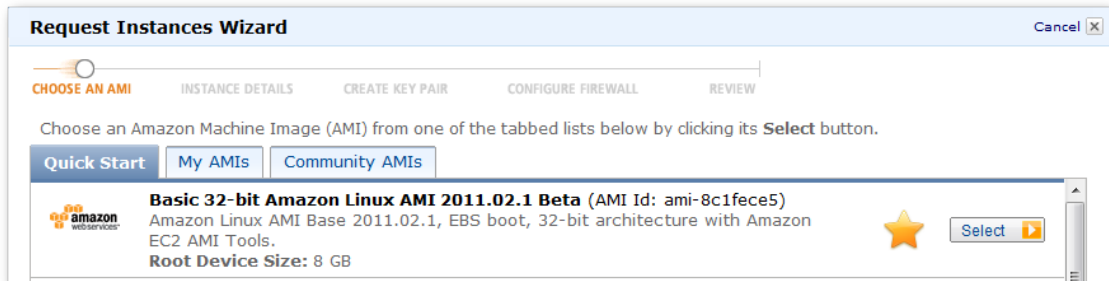 Request Instances Wizard
Cancel
CHOOSE AN AMI INSTANCE DETAILS CREATE KEY PAIR CONFIGURE FIREWALL REVIEW
Choose an Amazon Machine Image (AMI) from one of the tabbed lists below by clicking its Select button.
Quick Start My AMIs Community AMIs
amazon
webservices™
Basic 32-bit Amazon Linux AMI 2011.02.1 Beta (AMI Id: ami-8c1fece5)
Amazon Linux AMI Base 2011.02.1, EBS boot, 32-bit architecture with Amazon
EC2 AMI Tools.
Root Device Size: 8 GB
Select